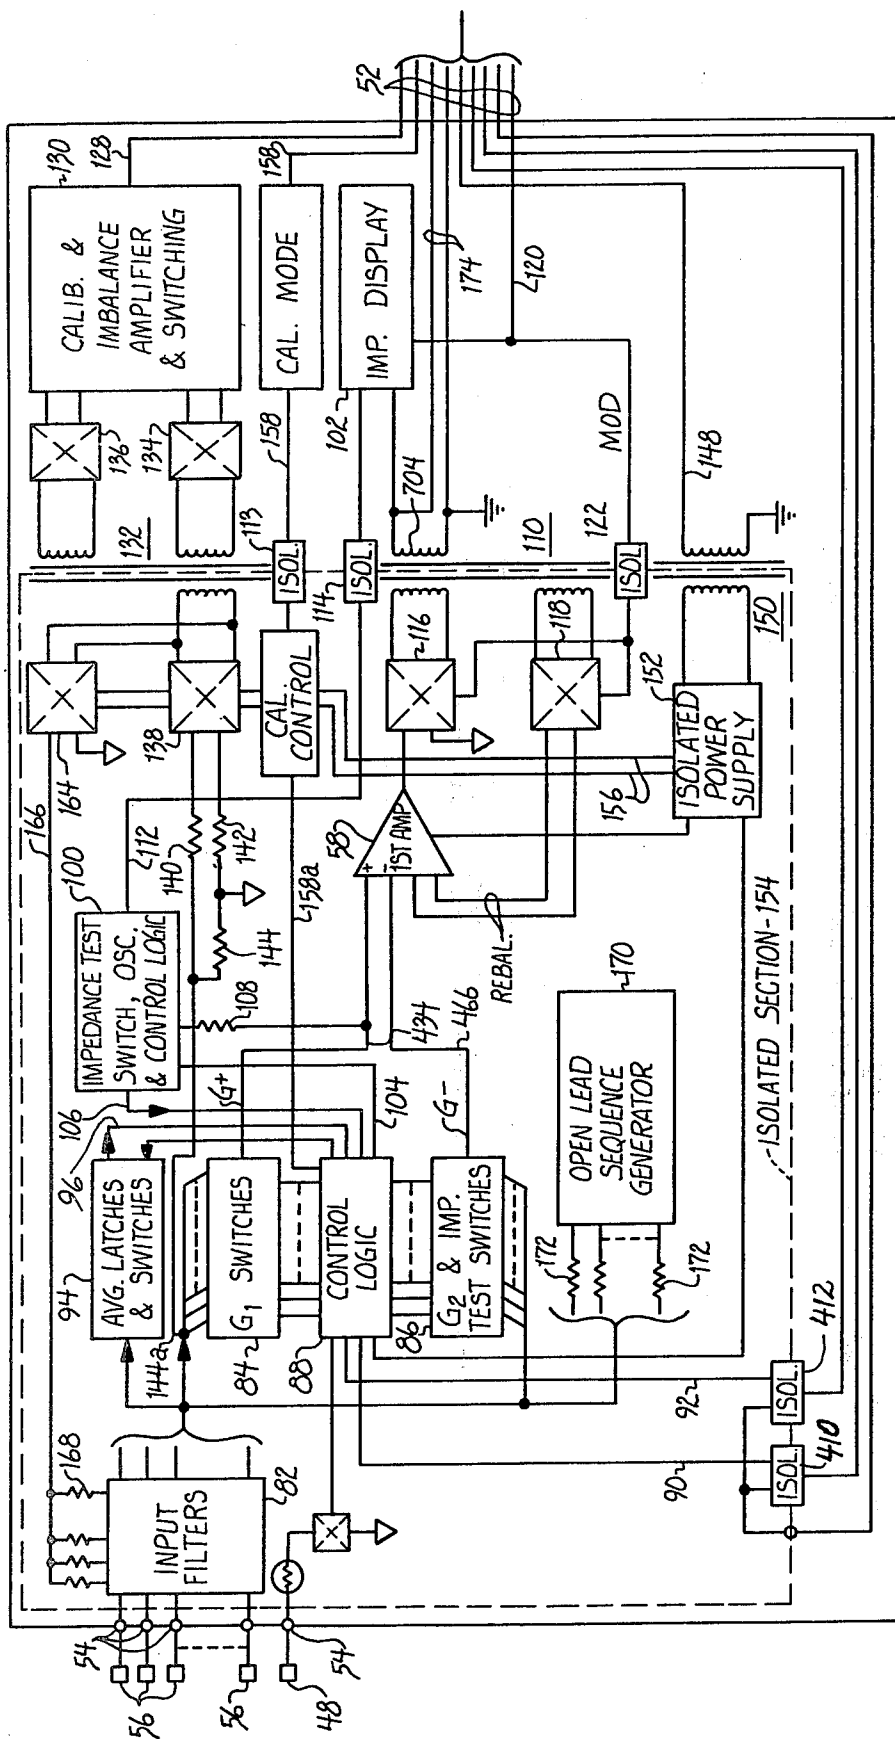 52
130
128
CALIB. &
IMBALANCE
AMPLIFIER
& SWITCHING
158
CAL. MODE
IMP. DISPLAY
174
120
136
134
158
102
MOD
148
704
132
113
ISOL.
114
ISOL.
110
122
ISOL.
150
116
118
152
ISOLATED
POWER
SUPPLY
138
164
CAL.
CONTROL
166
112
140
142
144
58
+
-
1ST AMP
156
158a
100
IMPEDANCE TEST
SWITCH, OSC.
& CONTROL LOGIC
108
REBAL.
434
466
170
OPEN LEAD
SEQUENCE
GENERATOR
ISOLATED SECTION-154
106
96
G+
104
G-
94
AVG. LATCHES
& SWITCHES
144a
84
G1 SWITCHES
88
CONTROL
LOGIC
86
G2 & IMP.
TEST SWITCHES
172
172
412
ISOL.
92
410
ISOL.
90
168
82
INPUT
FILTERS
54
56
56
54
48